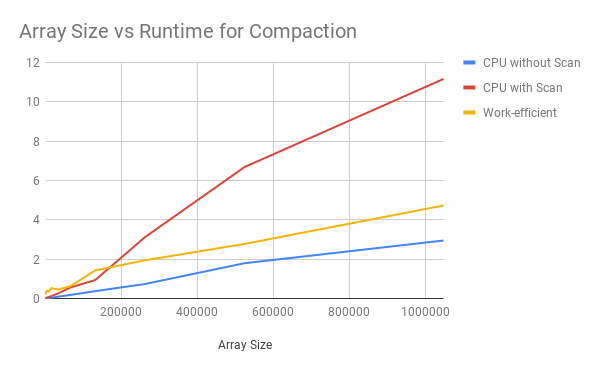 Array Size vs Runtime for Compaction
12
10
8
6
4
2
0
200000 400000 600000 800000 1000000
Array Size
CPU without Scan
CPU with Scan
Work-efficient